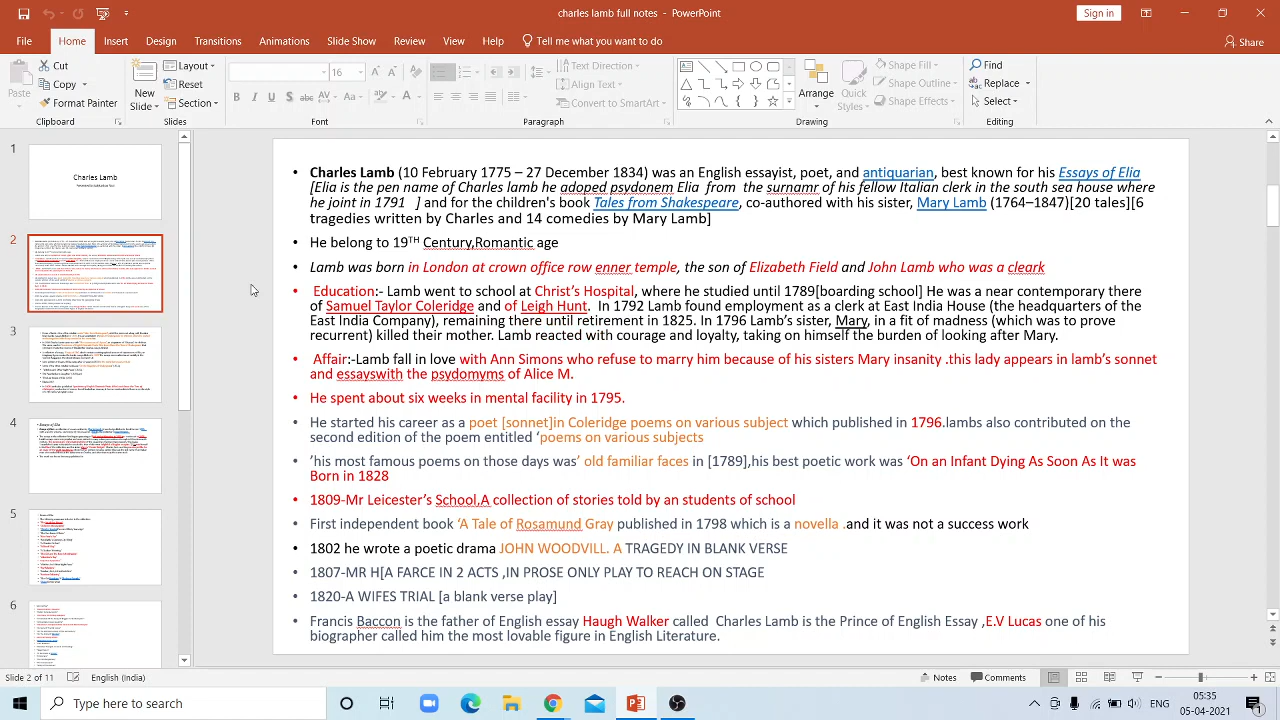 charles lamb full notes - PowerPoint
Sign in
File Home Insert Design Transitions Animations Slide Show Review View Help Tell me what you want to do
Share
Cut
Copy
Format Painter
Paste
Clipboard
New
Slide
Layout
Reset
Section
Slides
16
Font
Text Direction
Align Text
Convert to SmartArt
Paragraph
Arrange
Quick
Styles
Shape Fill
Shape Outline
Shape Effects
Drawing
Find
Replace
Select
Editing
1
Charles Lamb
2
4
6
• Charles Lamb (10 February 1775 – 27 December 1834) was an English essayist, poet, and antiquarian, best known for his Essays of Elia
[Elia is the pen name of Charles lamb he adoped psydonem Elia from the surnamr of his fellow Italian clerk in the south sea house where
he joint in 1791 ] and for the children's book Tales from Shakespeare, co-authored with his sister, Mary Lamb (1764–1847)[20 tales][6
tragedies written by Charles and 14 comedies by Mary Lamb]
• He belong to 19TH Cantury, romantic age
• Lamb was born in London inner office row enner temple, the son of Elizabeth Field and John Lamb.he was a cleark
• - Lamb went to study in Christ's Hospital, where he studied until 1789[boarding school] Lamb was a near contemporary there
of Samuel Taylor Coleridge and of Leigh Hunt. In 1792 Lamb found employment as a clerk at East India House (the headquarters of the
East India Company), remaining there until retirement in 1825. In 1796 Lamb's sister, Mary, in a fit of madness (which was to prove
recurrent) killed their mother. Lamb reacted with courage and loyalty, taking on himself the burden of looking after Mary.
• Affair-Lamb fall in love with Ann Simmons who refuse to marryhim because of his sisters Mary insanity.this lady appears in lamb's sonnet
and essayswith the psydomen of Alice M.
• He spent about six weeks in mental facility in 1795.
• He started his career as a poet in Coleridge poems on various subject which published in 1796.lambs also contributed on the
second edition of the poems entitled 'poems on various subjects
• 'his most famous poems on those days was 'old familiar faces in [1789],his best poetic work was 'On an Infant Dying As Soon As It was
Born in 1828
• 1809-Mr Leicester's School.A collection of stories told by an students of school
• First independent book of Lamb was Rosamund Gray published in 1798 which is a novella .and it was not a success work
• 1802 he wrote a poetic drama JOHN WOODVILL: A TRAGEDY IN BLANK VERSE
• 1807-MR H,A FARCE IN 2 ACTS IN PROSE.ONLY PLAY TO REACH ON STAGE
• 1820-A WIFES TRIAL [a blank verse play]
• Francis Baccon is the father of English essay Haugh Walker called Charles lamb is the Prince of English Essay ,E.V Lucas one of his
biographer called him the most lovable figure in English Literature.
Slide 2 of 11 English (India) Notes Comments
Type here to search
05:35
05-04-2021